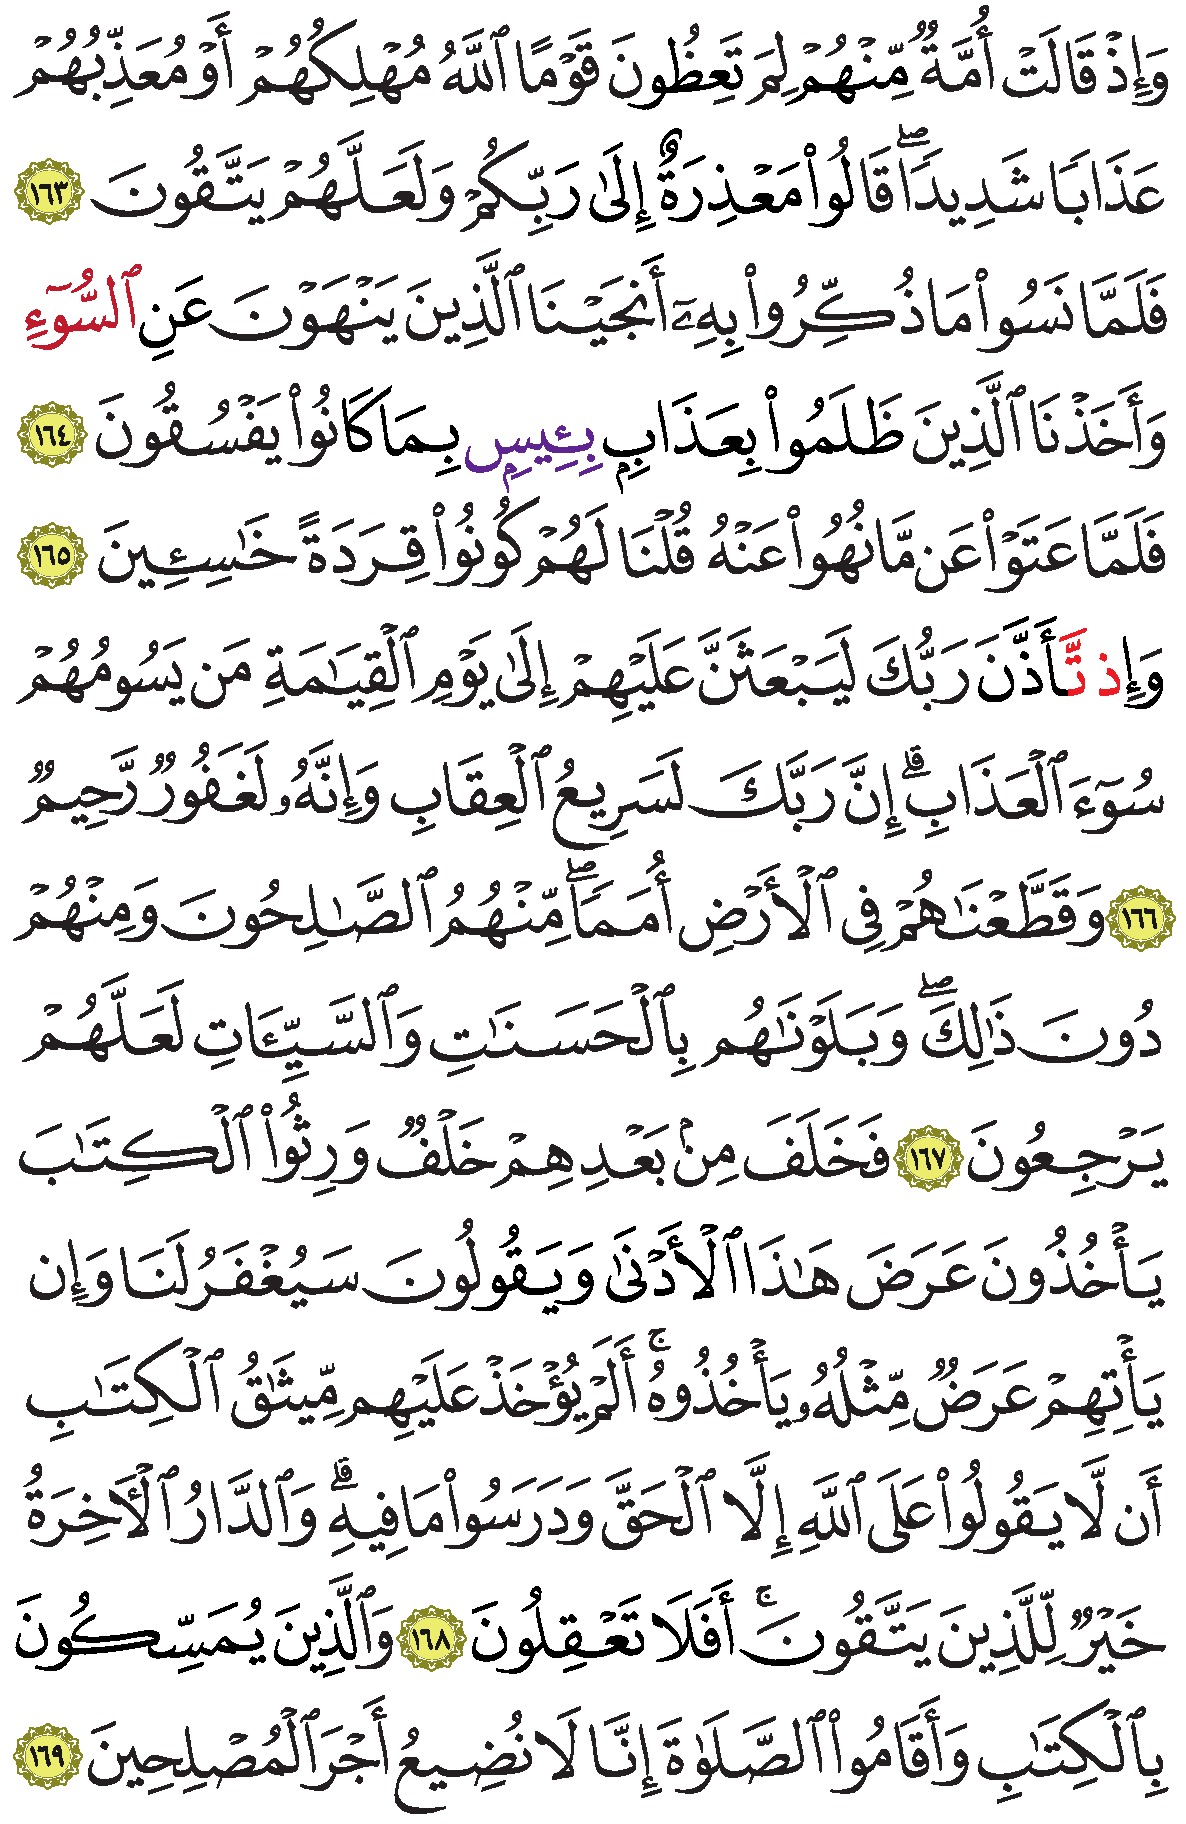 وَإِذْ قَالَتْ أُمَّةٌ مِّنْهُمْ لِمَ تَعِظُونَ قَوْمًا ٱللَّهُ مُهْلِكُهُمْ أَوْ مُعَذِّبُهُمْ
عَذَابًا شَدِيدًا ۖ قَالُوا۟ مَعْذِرَةٌ إِلَىٰ رَبِّكُمْ وَلَعَلَّهُمْ يَتَّقُونَ ١٦٣
فَلَمَّا نَسُوا۟ مَا ذُكِّرُوا۟ بِهِۦٓ أَنجَيْنَا ٱلَّذِينَ يَنْهَوْنَ عَنِ ٱلسُّوٓءِ
وَأَخَذْنَا ٱلَّذِينَ ظَلَمُوا۟ بِعَذَابٍۭ بِـِٔيسٍۭ بِمَا كَانُوا۟ يَفْسُقُونَ ١٦٤
فَلَمَّا عَتَوْا۟ عَن مَّا نُهُوا۟ عَنْهُ قُلْنَا لَهُمْ كُونُوا۟ قِرَدَةً خَٰسِـِٔينَ ١٦٥
وَإِذ تَّأَذَّنَ رَبُّكَ لَيَبْعَثَنَّ عَلَيْهِمْ إِلَىٰ يَوْمِ ٱلْقِيَٰمَةِ مَن يَسُومُهُمْ
سُوٓءَ ٱلْعَذَابِ ۗ إِنَّ رَبَّكَ لَسَرِيعُ ٱلْعِقَابِ وَإِنَّهُۥ لَغَفُورٌ رَّحِيمٌ
١٦٦ وَقَطَّعْنَٰهُمْ فِى ٱلْأَرْضِ أُمَمًا ۖ مِّنْهُمُ ٱلصَّٰلِحُونَ وَمِنْهُمْ
دُونَ ذَٰلِكَ ۖ وَبَلَوْنَٰهُم بِٱلْحَسَنَٰتِ وَٱلسَّيِّـَٔاتِ لَعَلَّهُمْ
يَرْجِعُونَ ١٦٧ فَخَلَفَ مِنۢ بَعْدِهِمْ خَلْفٌ وَرِثُوا۟ ٱلْكِتَٰبَ
يَأْخُذُونَ عَرَضَ هَٰذَا ٱلْأَدْنَىٰ وَيَقُولُونَ سَيُغْفَرُ لَنَا وَإِن
يَأْتِهِمْ عَرَضٌ مِّثْلُهُۥ يَأْخُذُوهُ ۚ أَلَمْ يُؤْخَذْ عَلَيْهِم مِّيثَٰقُ ٱلْكِتَٰبِ
أَن لَّا يَقُولُوا۟ عَلَى ٱللَّهِ إِلَّا ٱلْحَقَّ وَدَرَسُوا۟ مَا فِيهِ ۗ وَٱلدَّارُ ٱلْـَٔاخِرَةُ
خَيْرٌ لِّلَّذِينَ يَتَّقُونَ ۚ أَفَلَا تَعْقِلُونَ ١٦٨ وَٱلَّذِينَ يُمَسِّكُونَ
بِٱلْكِتَٰبِ وَأَقَامُوا۟ ٱلصَّلَوٰةَ إِنَّا لَا نُضِيعُ أَجْرَ ٱلْمُصْلِحِينَ ١٦٩